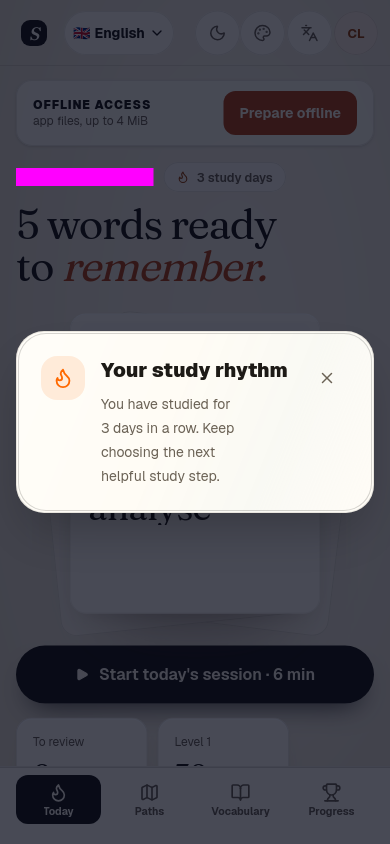 S
English
CL
OFFLINE ACCESS
app files, up to 4 MiB
Prepare offline
3 study days
5 words ready
to remember.
Your study rhythm
You have studied for
3 days in a row. Keep
choosing the next
helpful study step.
analyse
Start today's session · 6 min
To review
Level 1
Today
Paths
Vocabulary
Progress